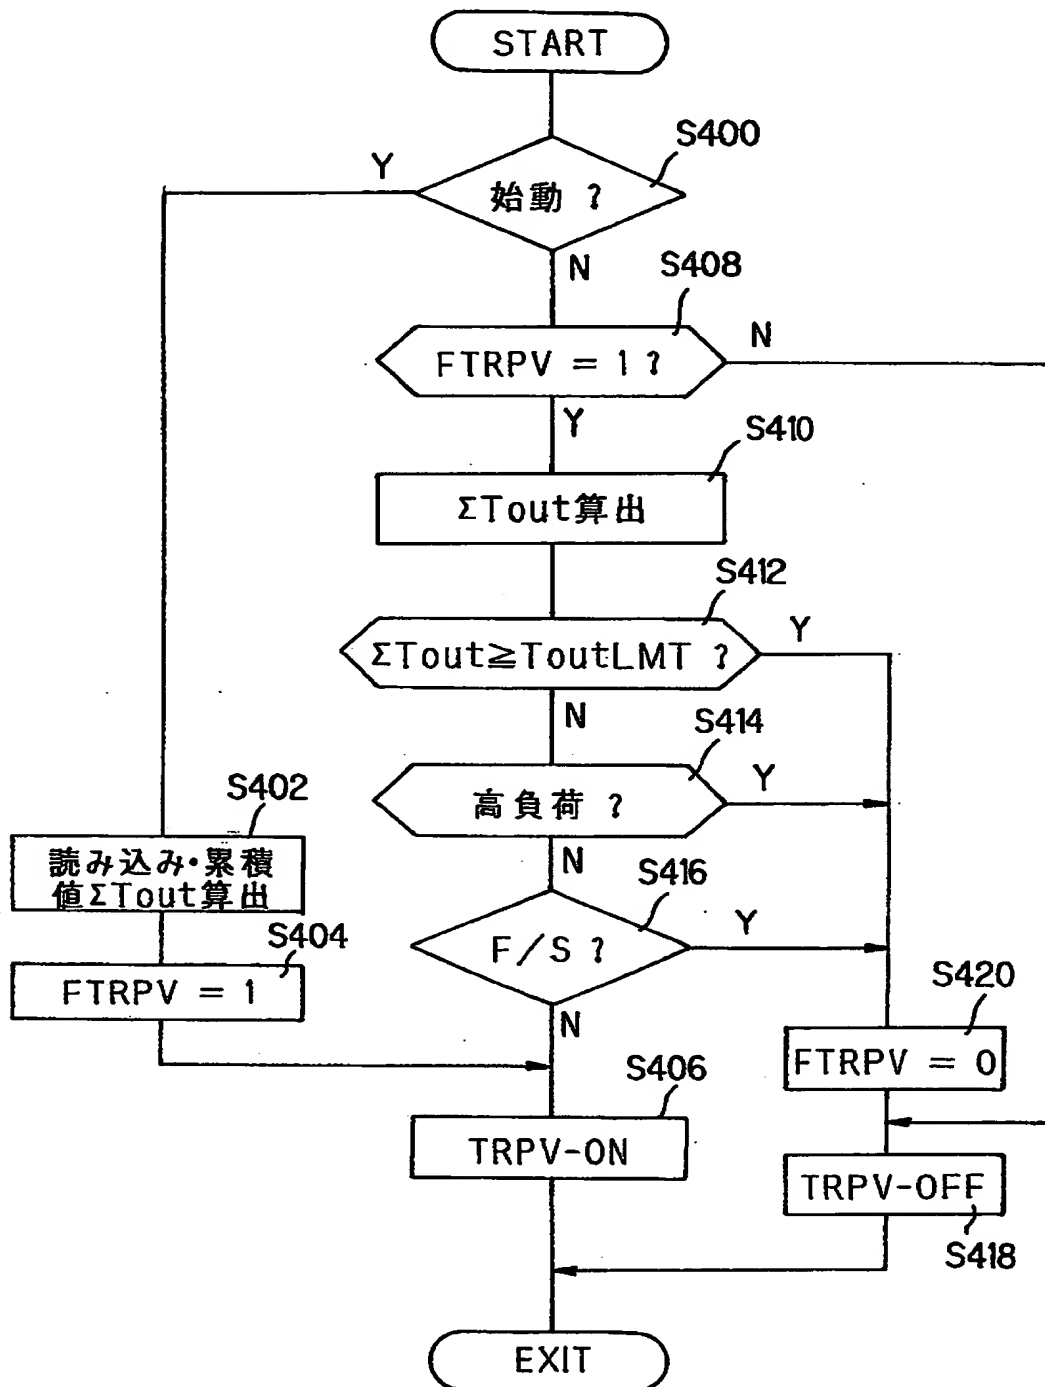 START
S400
Y
始動 ?
N
S408
FTRPV = 1 ?
N
Y
S410
ΣTout算出
S412
ΣTout≧ToutLMT ?
Y
N
S414
高負荷 ?
Y
N
S402
読み込み・累積
値ΣTout算出
S416
F/S ?
Y
N
S404
FTRPV = 1
S420
FTRPV = 0
S406
TRPV-ON
TRPV-OFF
S418
EXIT